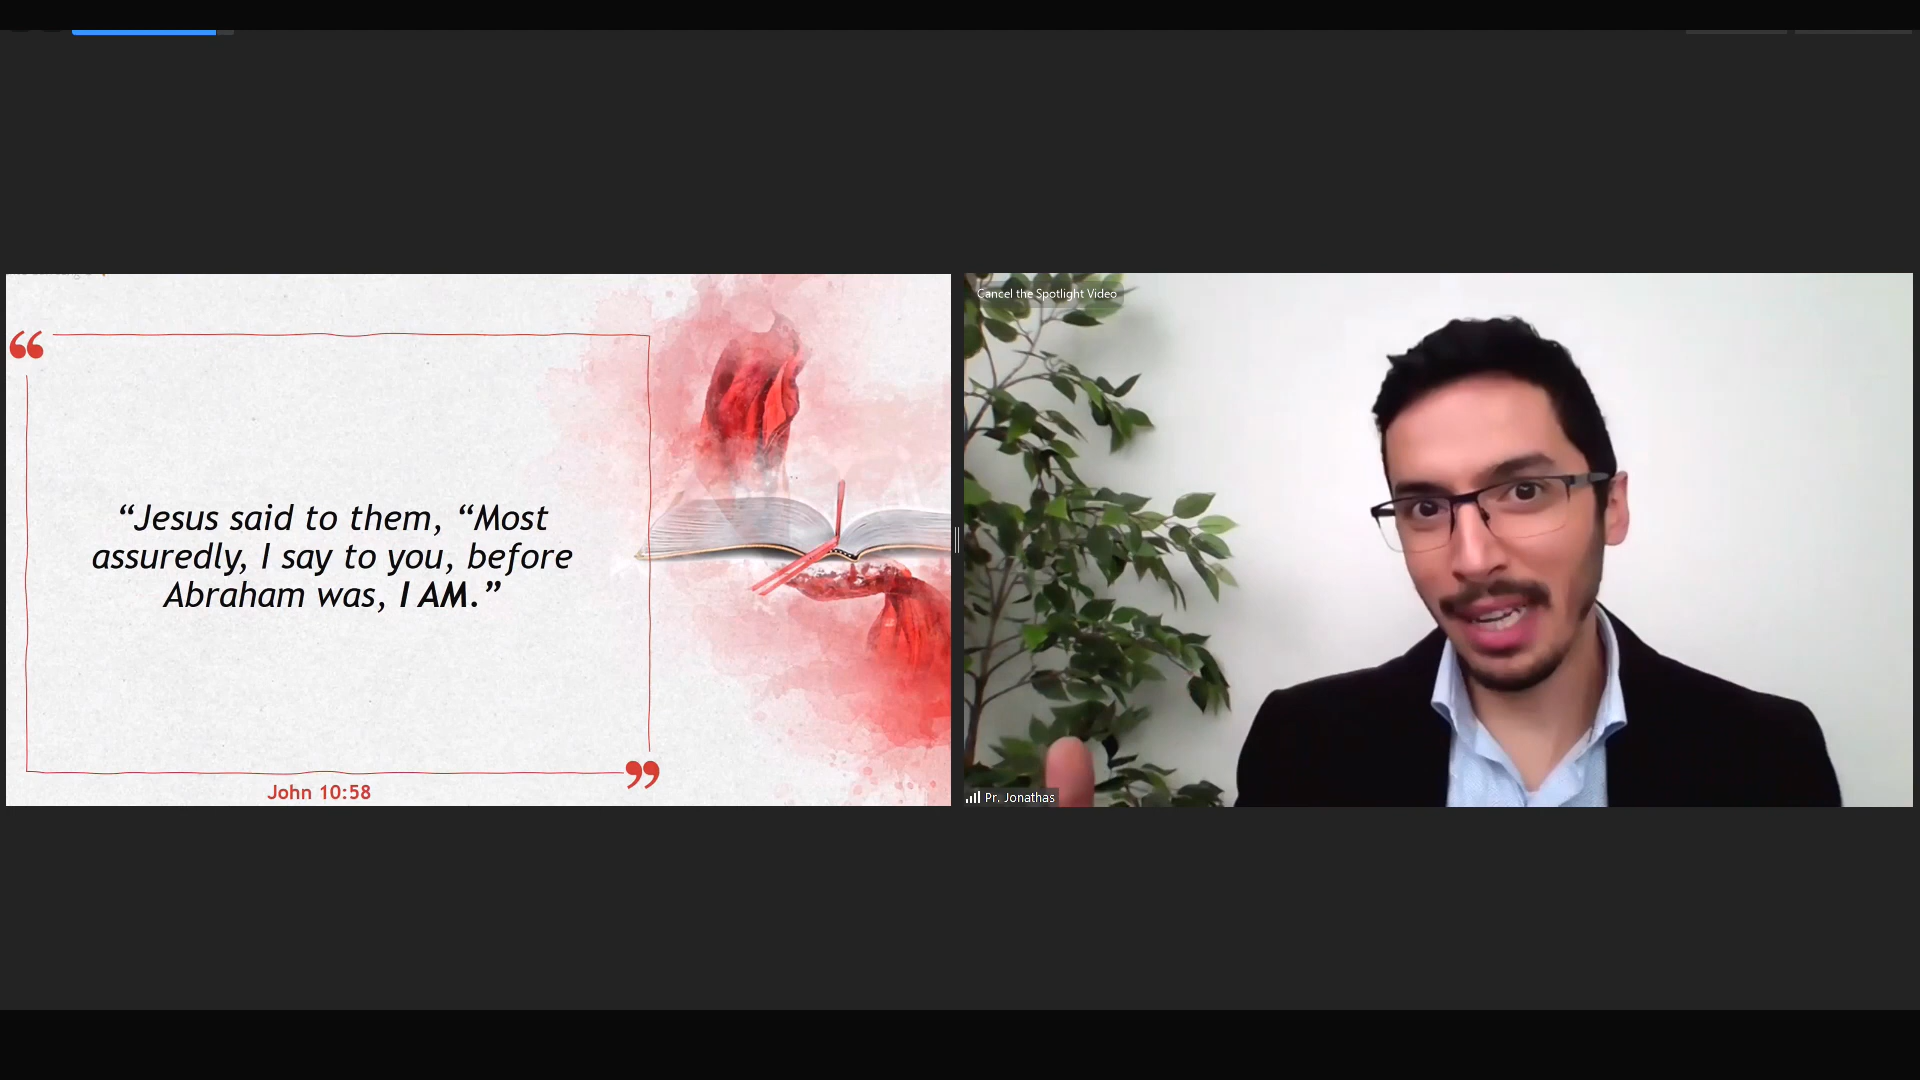 “Jesus said to them, “Most
assuredly, I say to you, before
Abraham was, I AM.”
John 10:58
Cancel the Spotlight Video
Pr. Jonathas